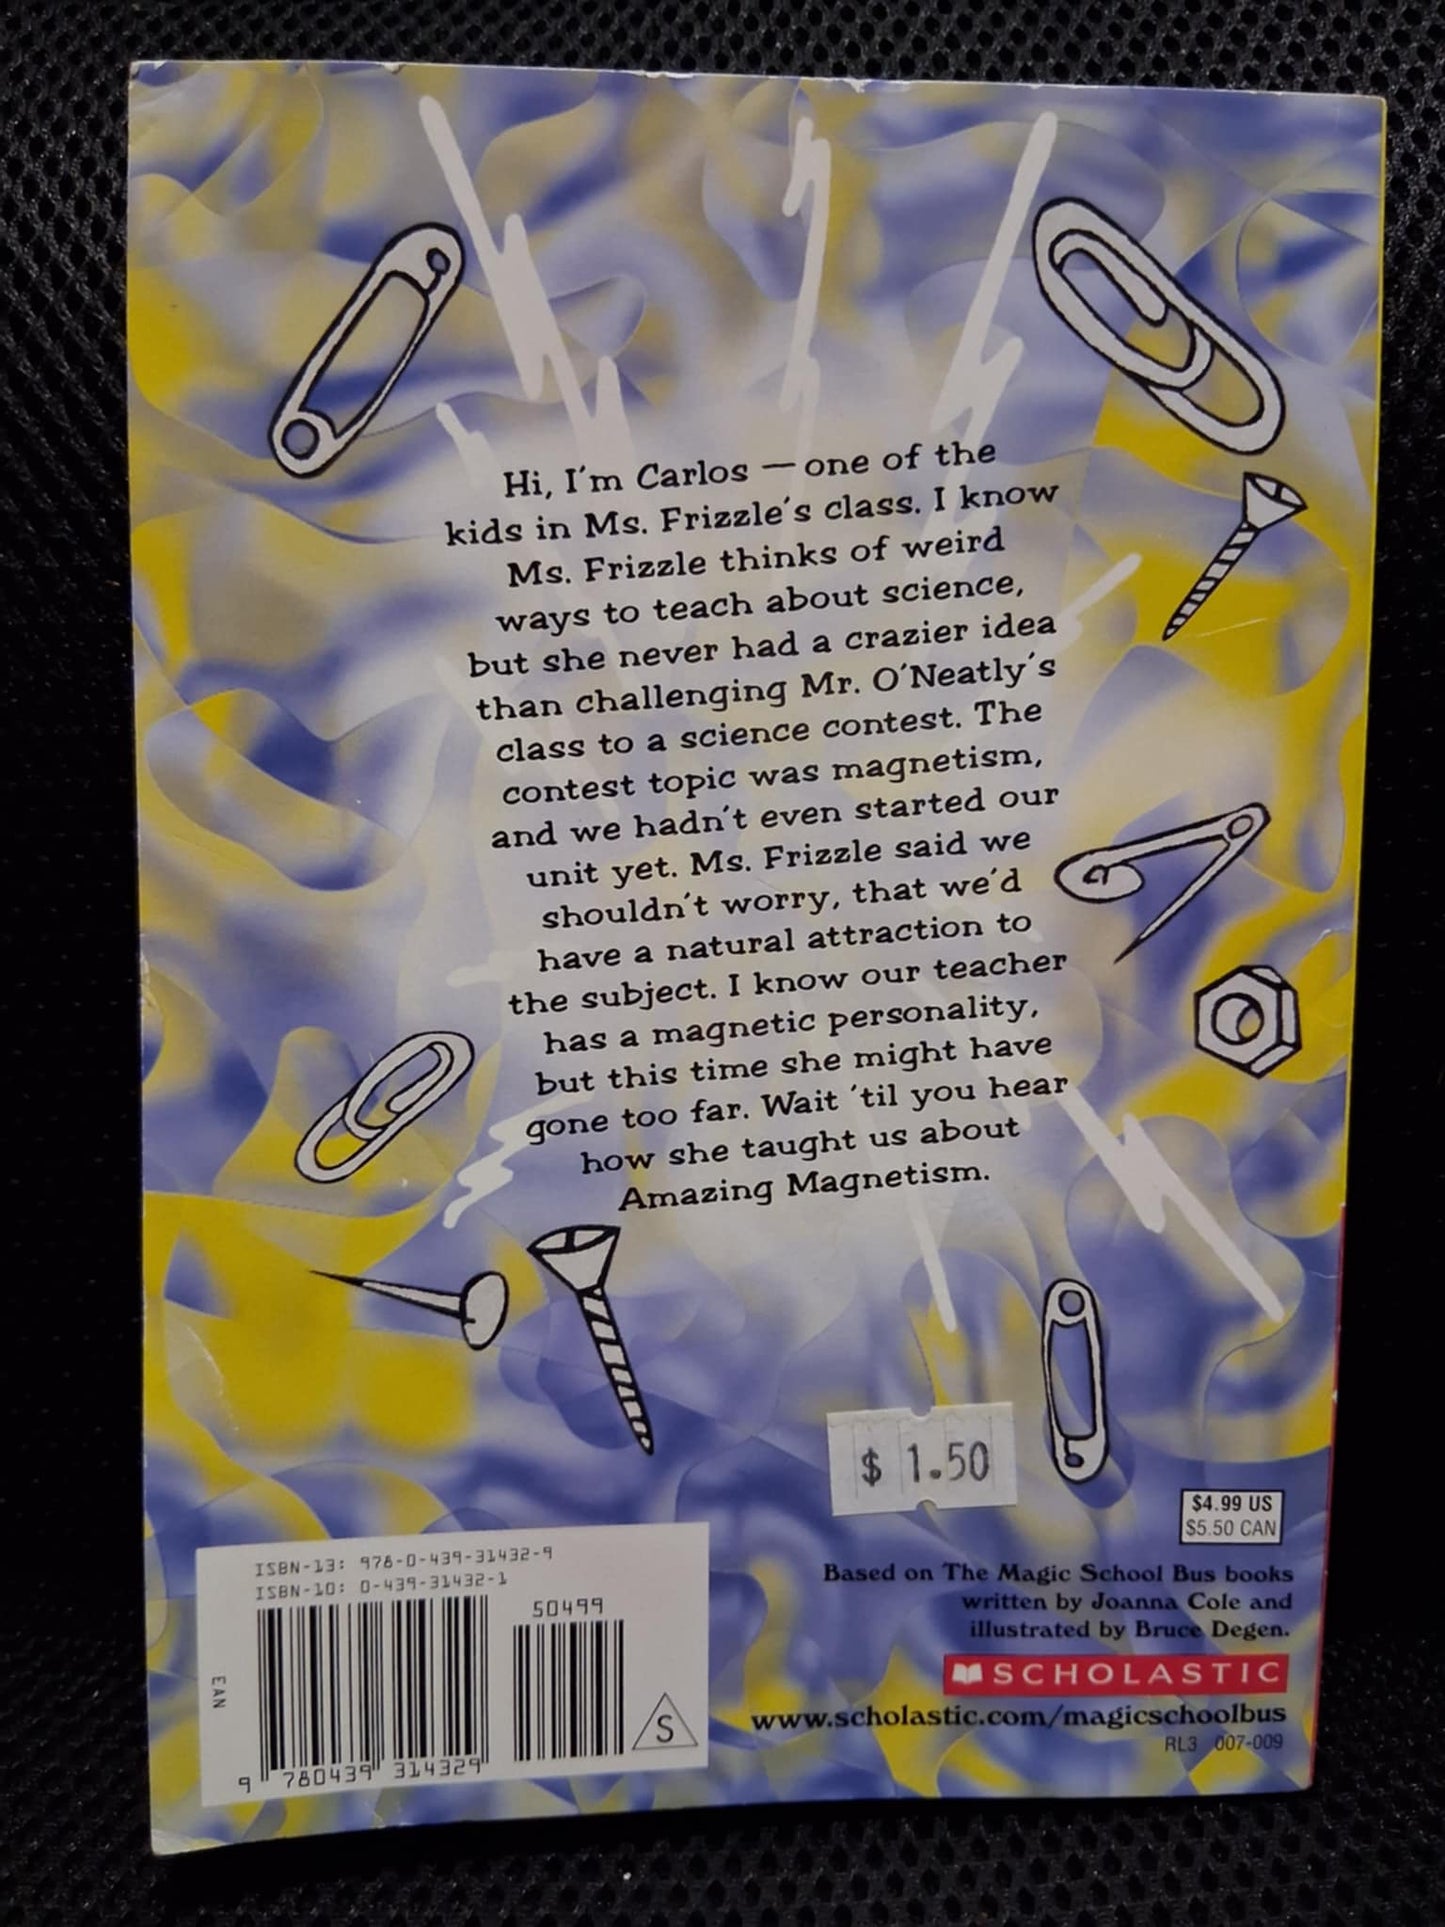 Hi, I'm Carlos — one of the
kids in Ms. Frizzle's class. I know
Ms. Frizzle thinks of weird
ways to teach about science,
but she never had a crazier idea
than challenging Mr. O'Neatly's
class to a science contest. The
contest topic was magnetism,
and we hadn't even started our
unit yet. Ms. Frizzle said we
shouldn't worry, that we'd
have a natural attraction to
the subject. I know our teacher
has a magnetic personality,
but this time she might have
gone too far. Wait 'til you hear
how she taught us about
Amazing Magnetism.
$ 1.50
$4.99 US
$5.50 CAN
ISBN-13: 978-0-439-31432-9
ISBN-10: 0-439-31432-1
50499
EAN
S
9 780439 314329
Based on The Magic School Bus books
written by Joanna Cole and
illustrated by Bruce Degen.
SCHOLASTIC
www.scholastic.com/magicschoolbus
RL3 007-009